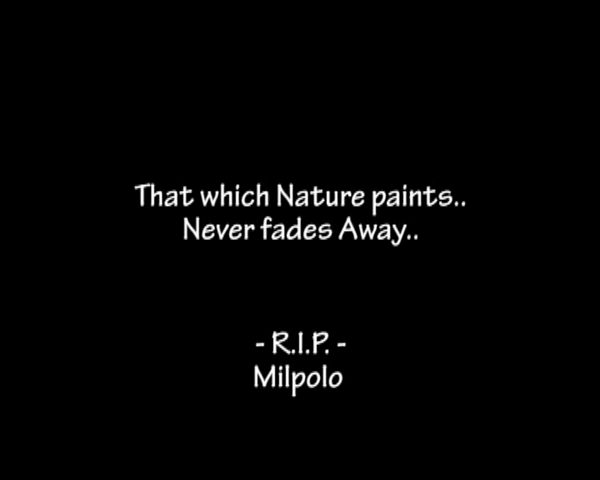 That which Nature paints..
Never fades Away..
- R.I.P. -
Milpolo